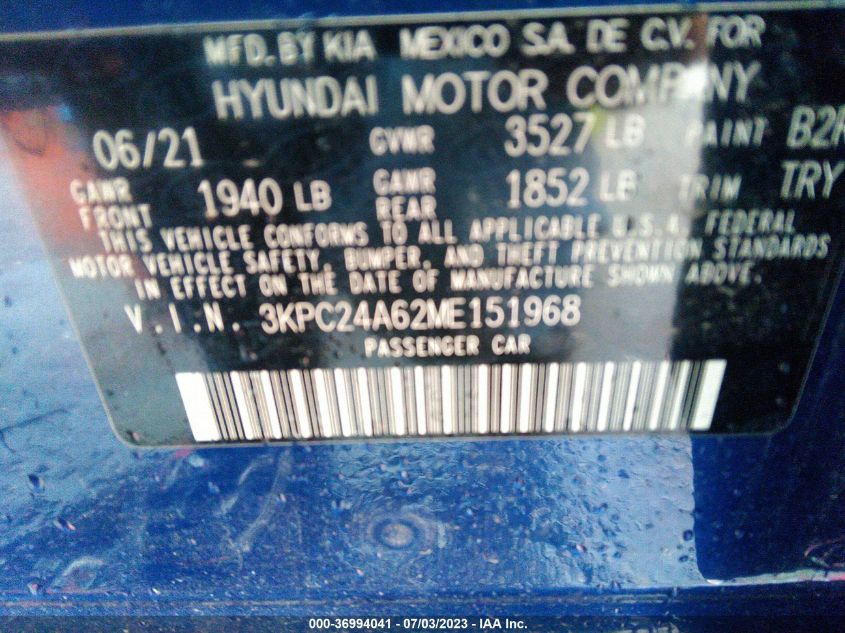 MFD. BY KIA MEXICO S.A. DE C.V. FOR
HYUNDAI MOTOR COMPANY
06/21 GVWR 3527 LB PAINT B2R
GAWR FRONT 1940 LB GAWR REAR 1852 LB TRIM TRY
THIS VEHICLE CONFORMS TO ALL APPLICABLE U.S.A. FEDERAL
MOTOR VEHICLE SAFETY, BUMPER, AND THEFT PREVENTION STANDARDS
IN EFFECT ON THE DATE OF MANUFACTURE SHOWN ABOVE.
V.I.N. 3KPC24A62ME151968
PASSENGER CAR
000-36994041 - 07/03/2023 - IAA Inc.